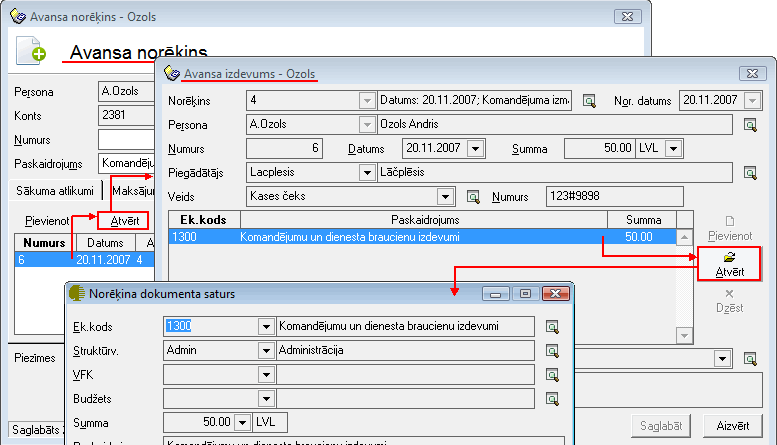 Avansa norēķins - Ozols
Avansa norēķins
Persona A.Ozols
Konts 2381
Numurs
Paskaidrojums
Sākuma atlikumi
Pievienot Atvērt
Numurs Datums
6 20.11.2007 4
Piezīmes
Avansa izdevums - Ozols
Norēķins 4 Datums: 20.11.2007; Komandējuma Nor. datums 20.11.2007
Persona A.Ozols Ozols Andris
Numurs 6 Datums 20.11.2007 Summa 50.00 LVL
Piegādātājs Lacplesis Lāčplēsis
Veids Kases čeks Numurs 123#9898
Ek.kods Paskaidrojums Summa
1300 Komandējumu un dienesta braucienu izdevumi 50.00
Pievienot
Atvērt
Dzēst
Saglabāt Aizvērt
Norēķina dokumenta saturs
Ek.kods 1300 Komandējumu un dienesta braucienu izdevumi
Struktūrv. Admin Administrācija
VFK
Budžets
Summa 50.00 LVL